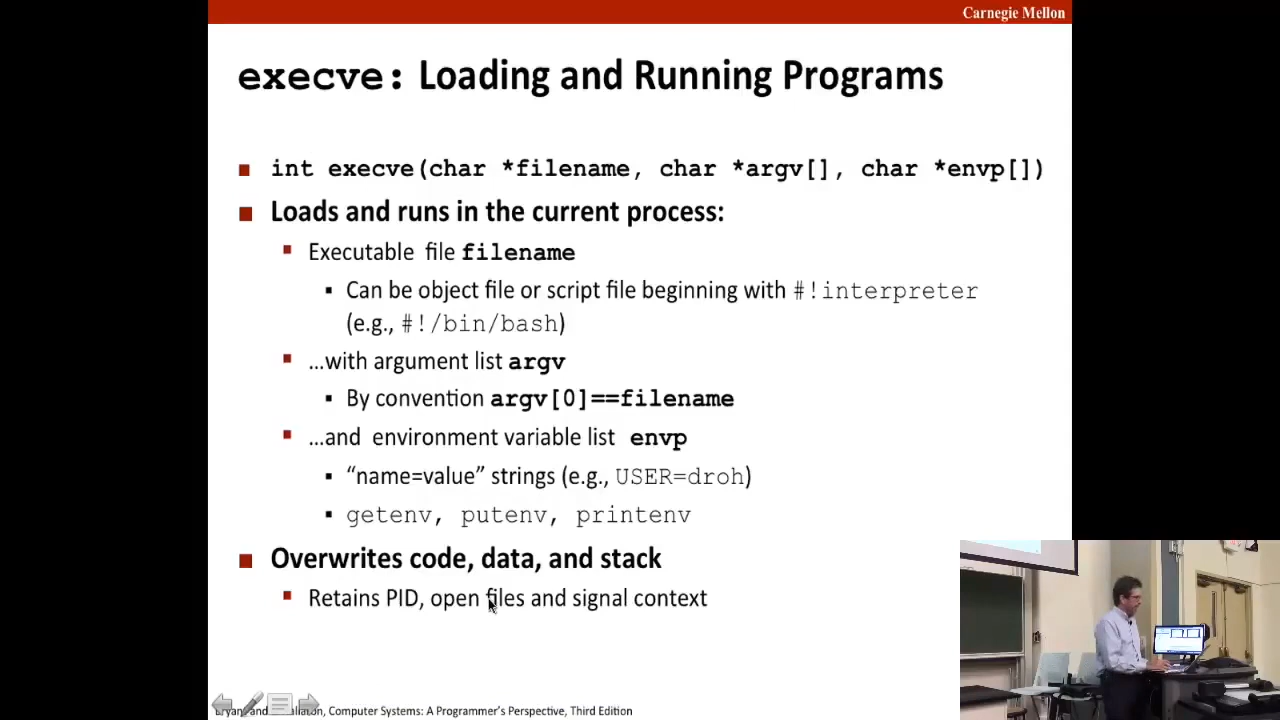 Carnegie Mellon
execve: Loading and Running Programs
int execve(char *filename, char *argv[], char *envp[])
Loads and runs in the current process:
Executable file filename
Can be object file or script file beginning with #!interpreter
(e.g., #!/bin/bash)
…with argument list argv
By convention argv[0]==filename
…and environment variable list envp
“name=value” strings (e.g., USER=droh)
getenv, putenv, printenv
Overwrites code, data, and stack
Retains PID, open files and signal context
Computer Systems: A Programmer’s Perspective, Third Edition